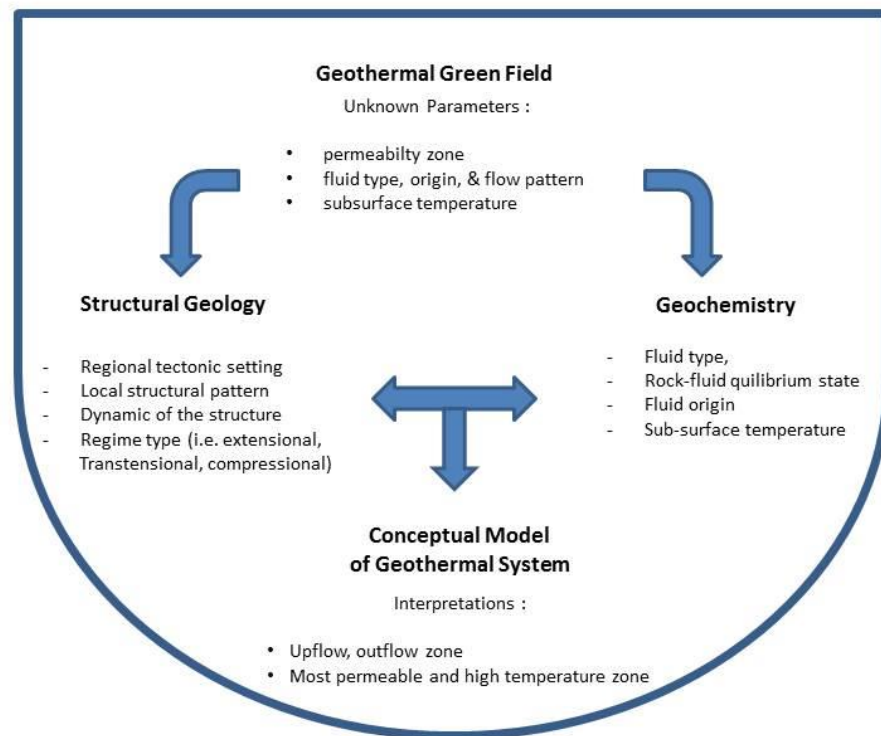 Geothermal Green Field
Unknown Parameters :
• permeabilty zone
• fluid type, origin, & flow pattern
• subsurface temperature
Structural Geology
- Regional tectonic setting
- Local structural pattern
- Dynamic of the structure
- Regime type (i.e. extensional,
Transtensional, compressional)
Geochemistry
- Fluid type,
- Rock-fluid quilibrium state
- Fluid origin
- Sub-surface temperature
Conceptual Model
of Geothermal System
Interpretations :
• Upflow, outflow zone
• Most permeable and high temperature zone